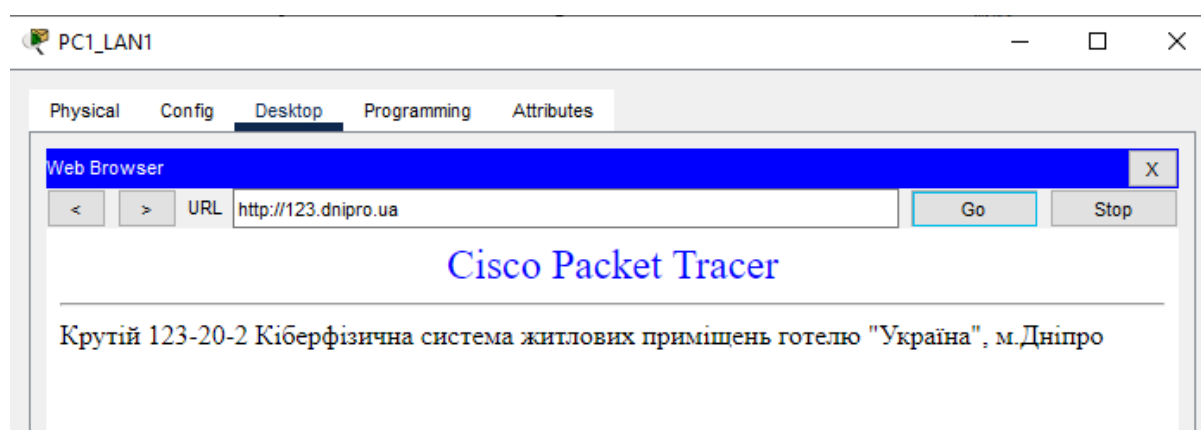 PC1_LAN1
Physical Config Desktop Programming Attributes
Web Browser X
< > URL http://123.dnipro.ua Go Stop
Cisco Packet Tracer
Крутій 123-20-2 Кіберфізична система житлових приміщень готелю "Україна", м.Дніпро